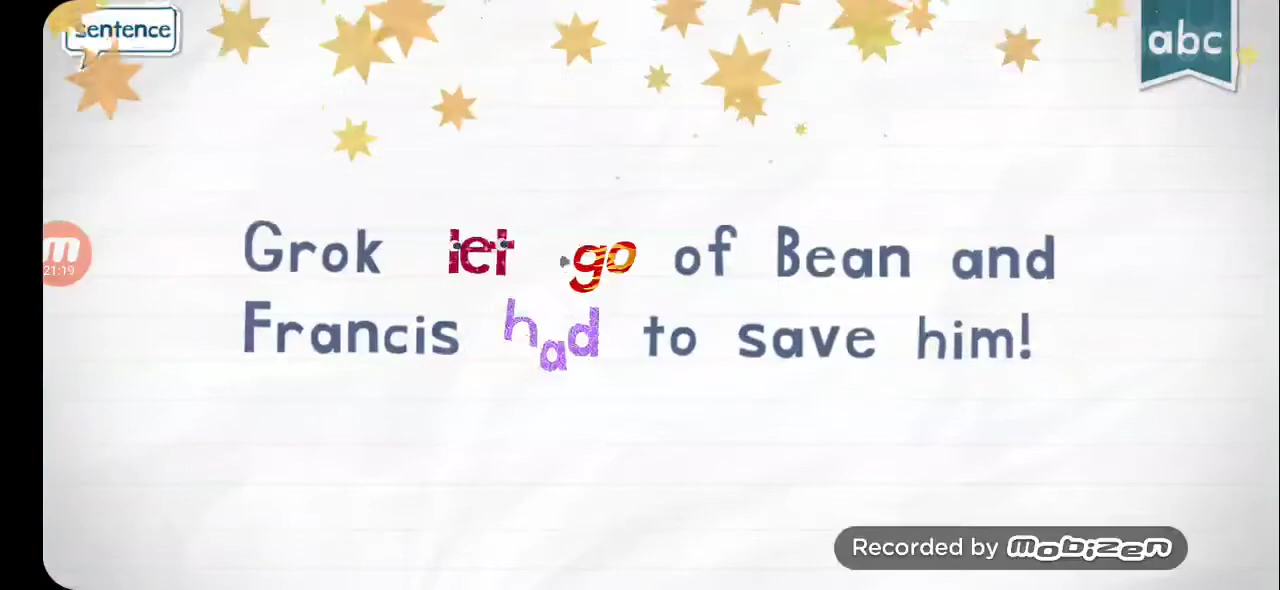 sentence
abc
Grok let go of Bean and
Francis had to save him!
21:19
Recorded by Mobizen